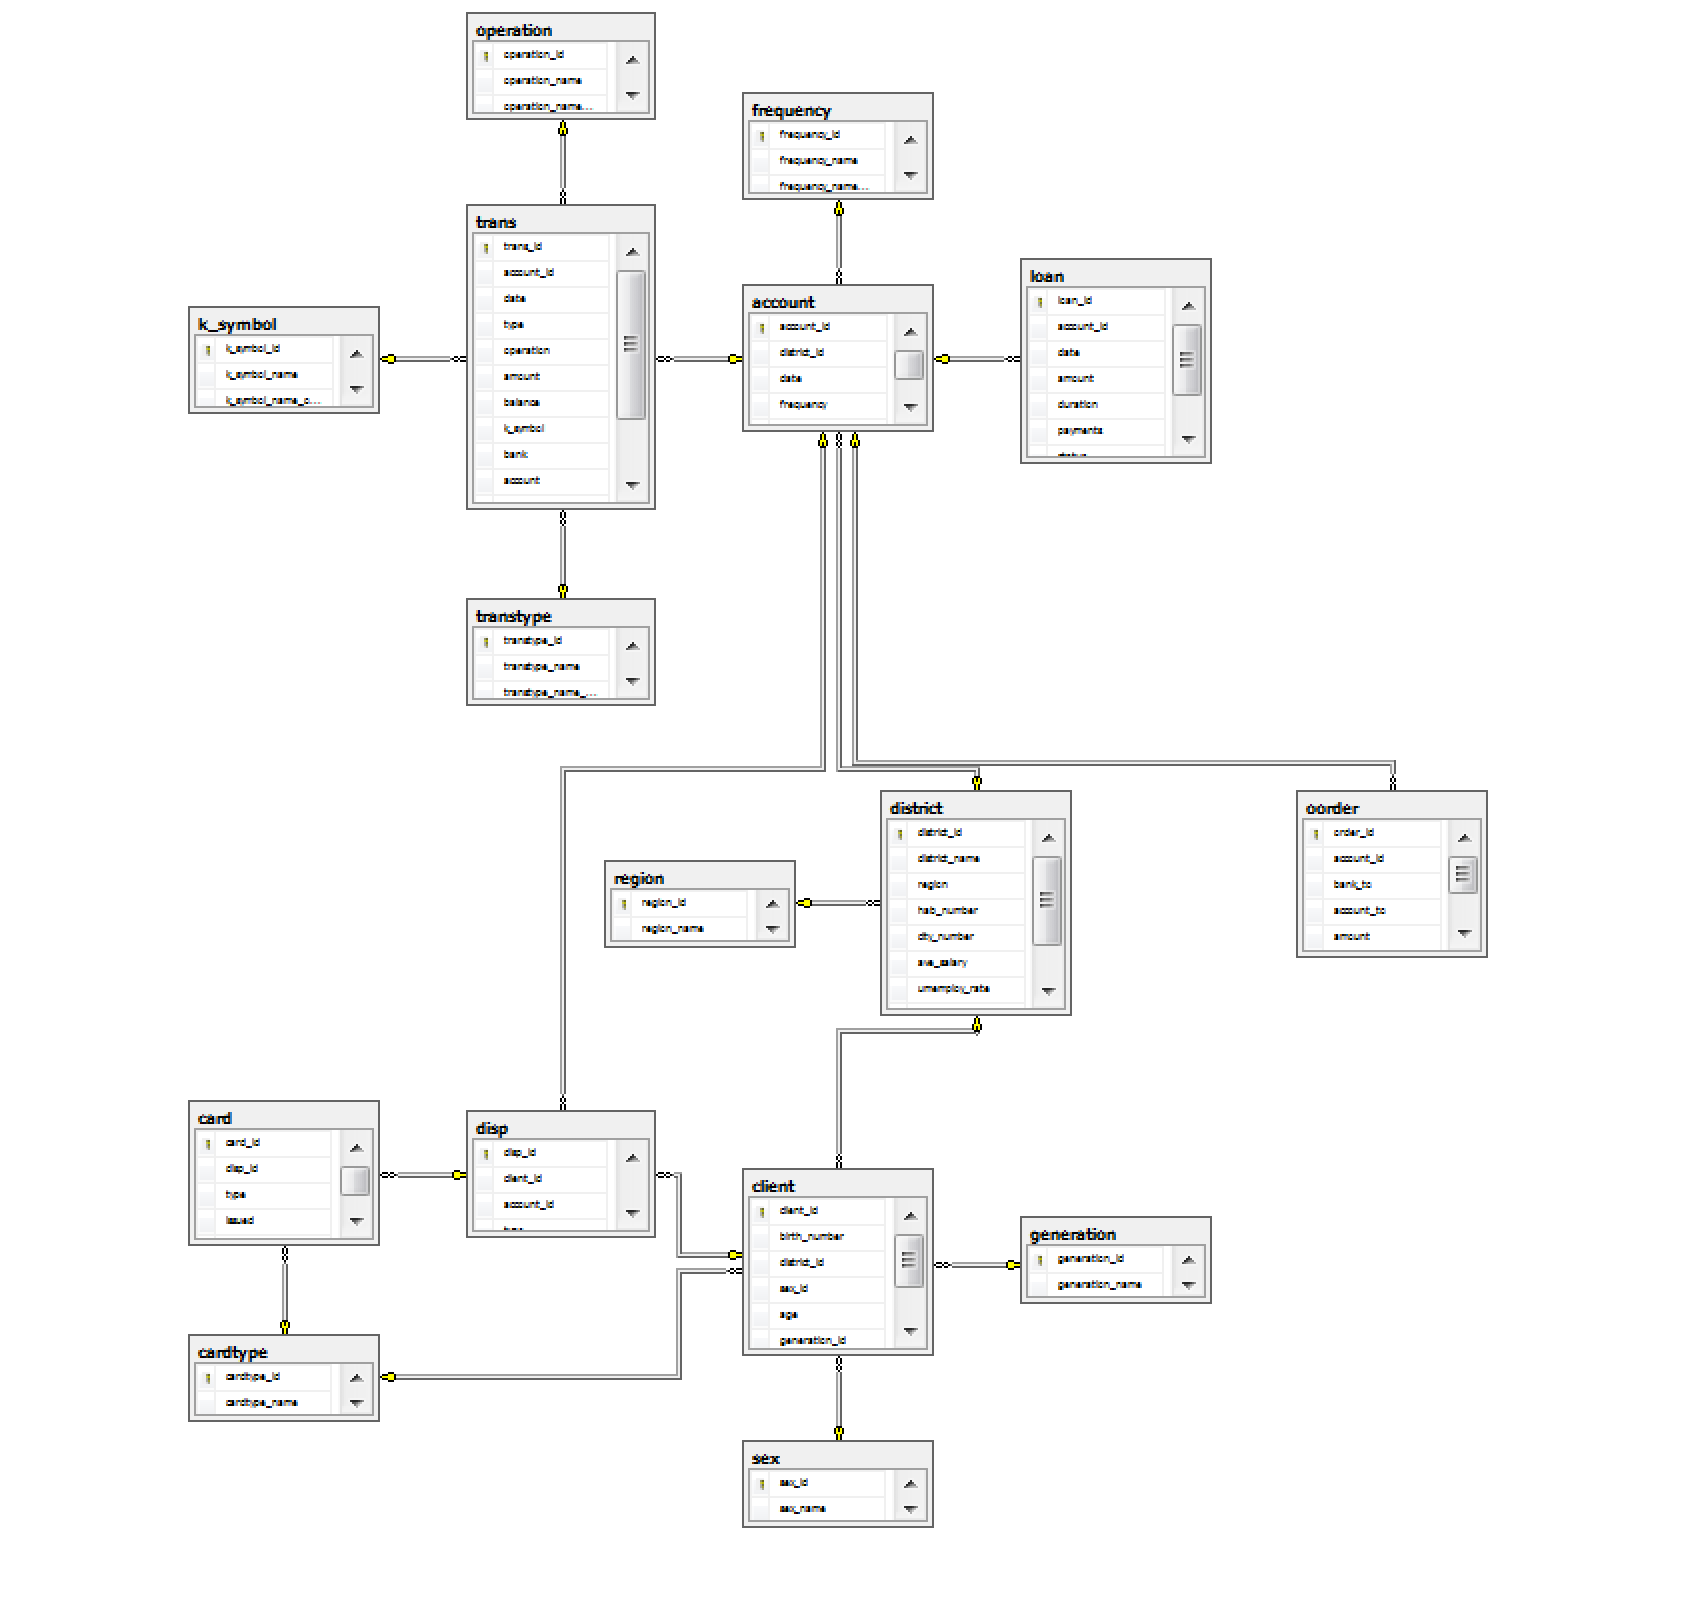 operation
operation_id
operation_name
operation_name...
frequency
frequency_id
frequency_name
frequency_name...
trans
trans_id
account_id
date
type
operation
amount
balance
k_symbol
bank
account
account
account_id
district_id
date
frequency
loan
loan_id
account_id
date
amount
duration
payments
status
k_symbol
k_symbol_id
k_symbol_name
k_symbol_name_c...
transtype
transtype_id
transtype_name
transtype_name_...
district
district_id
district_name
region
hab_number
cty_number
ave_salary
unemploy_rate
oorder
order_id
account_id
bank_to
account_to
amount
region
region_id
region_name
card
card_id
disp_id
type
issued
disp
disp_id
client_id
account_id
type
client
client_id
birth_number
district_id
sex_id
age
generation_id
generation
generation_id
generation_name
cardtype
cardtype_id
cardtype_name
sex
sex_id
sex_name